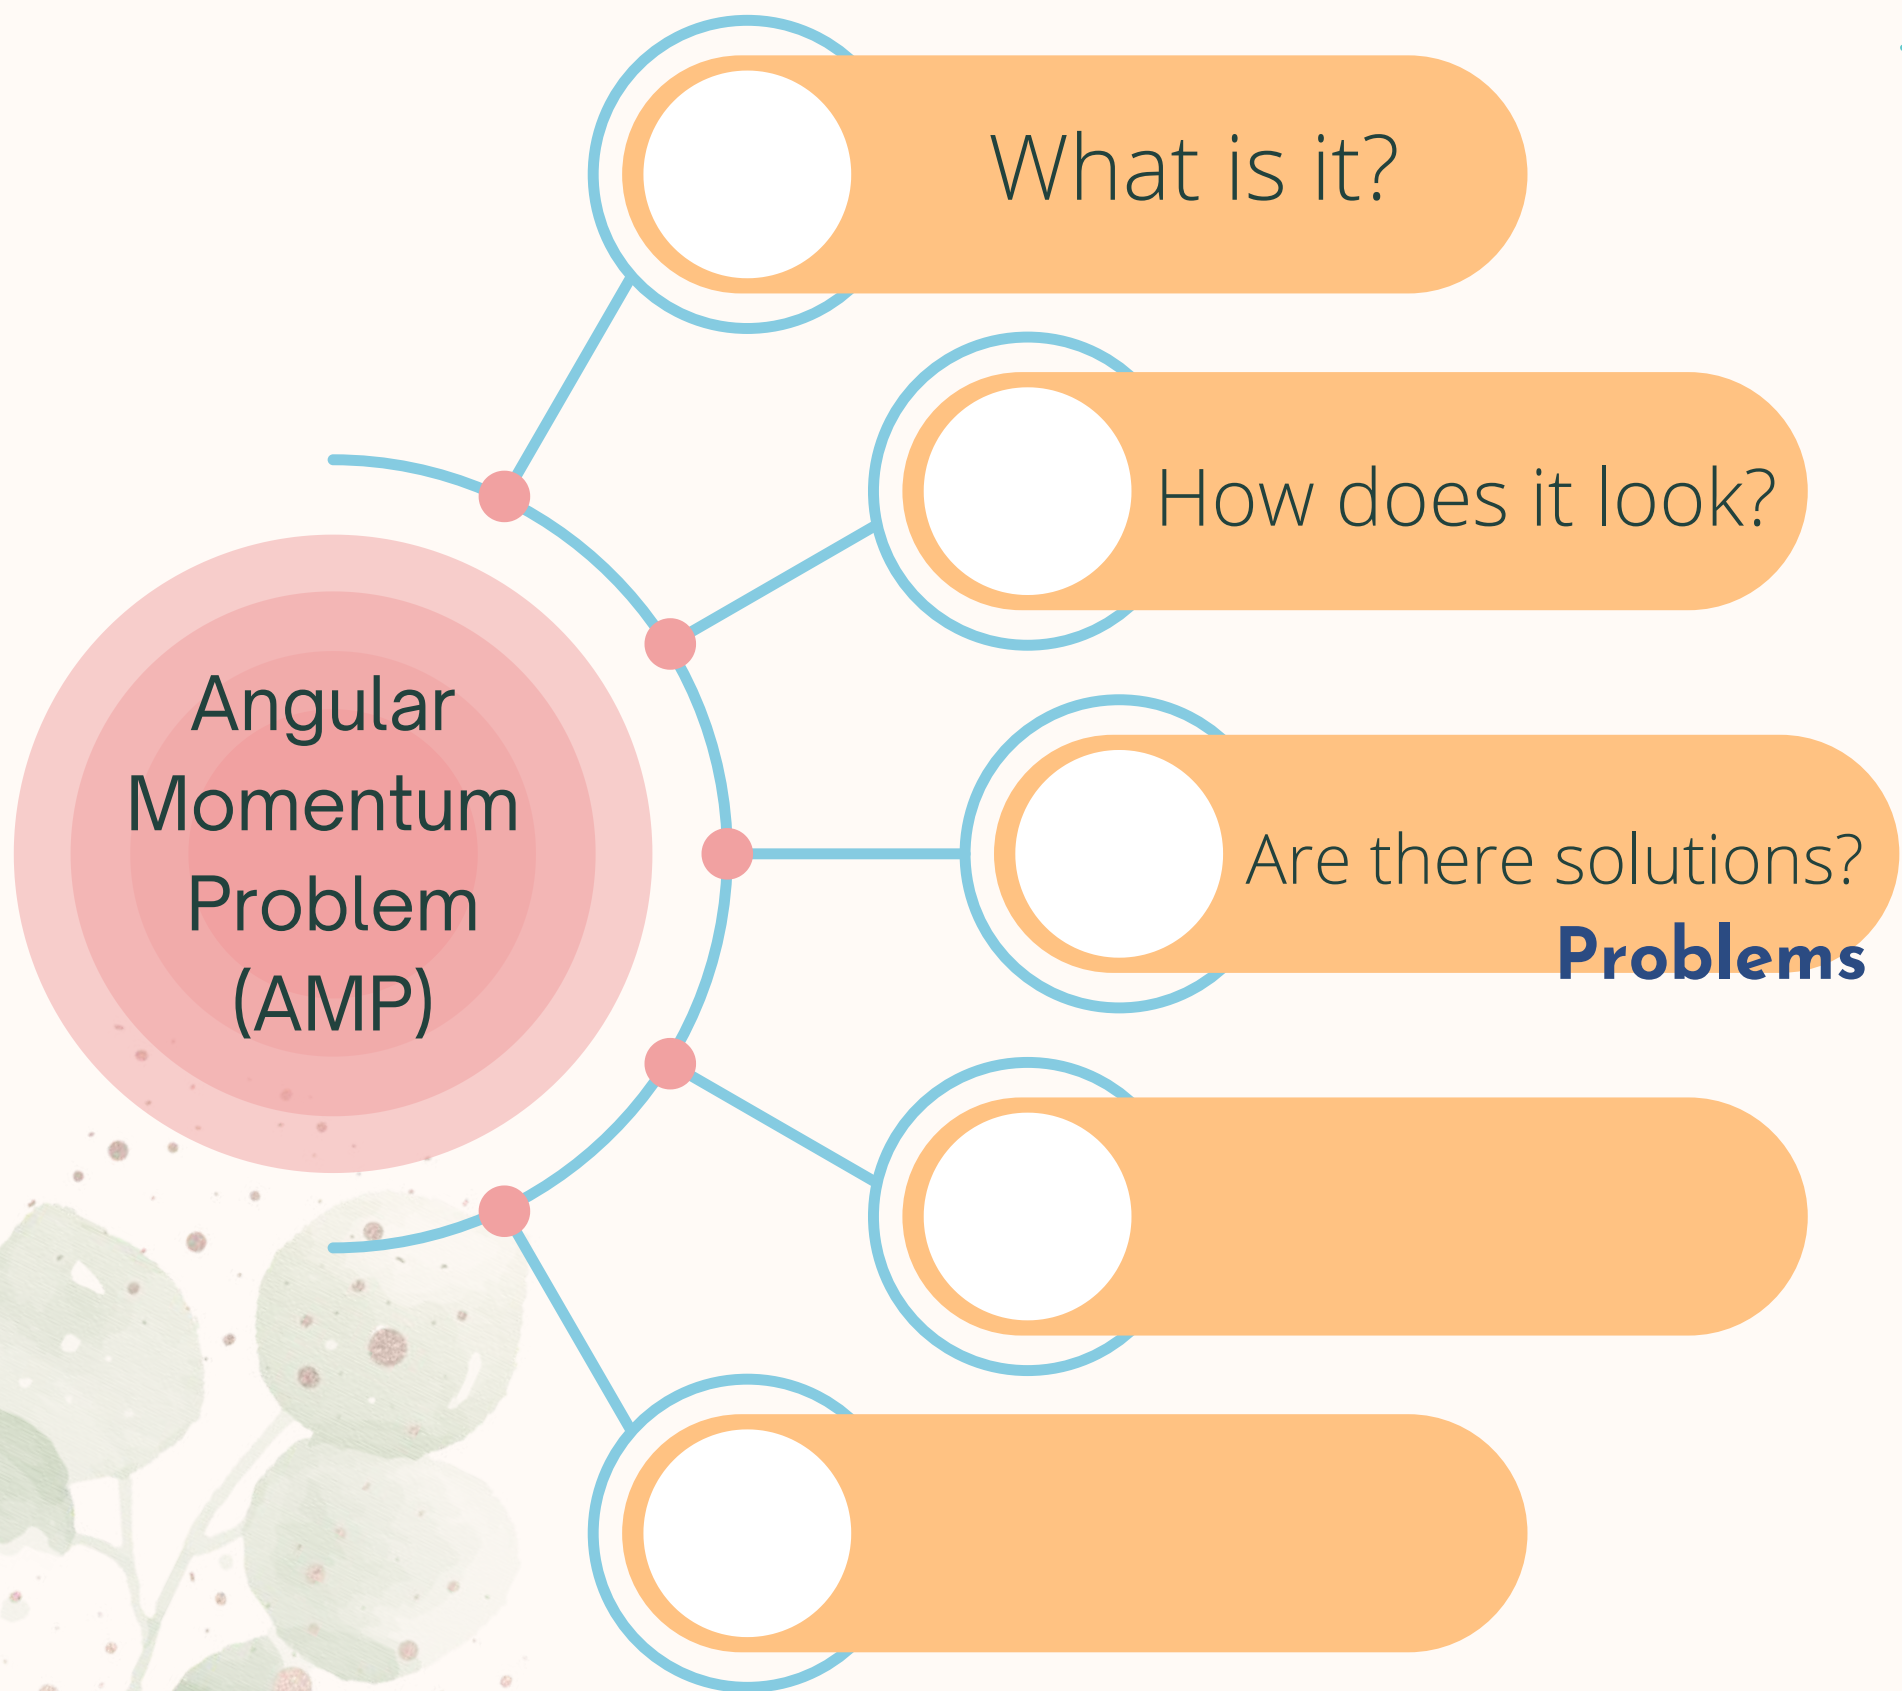 What is it?
How does it look?
Angular
Momentum
Problem
(AMP)
Are there solutions?
Problems